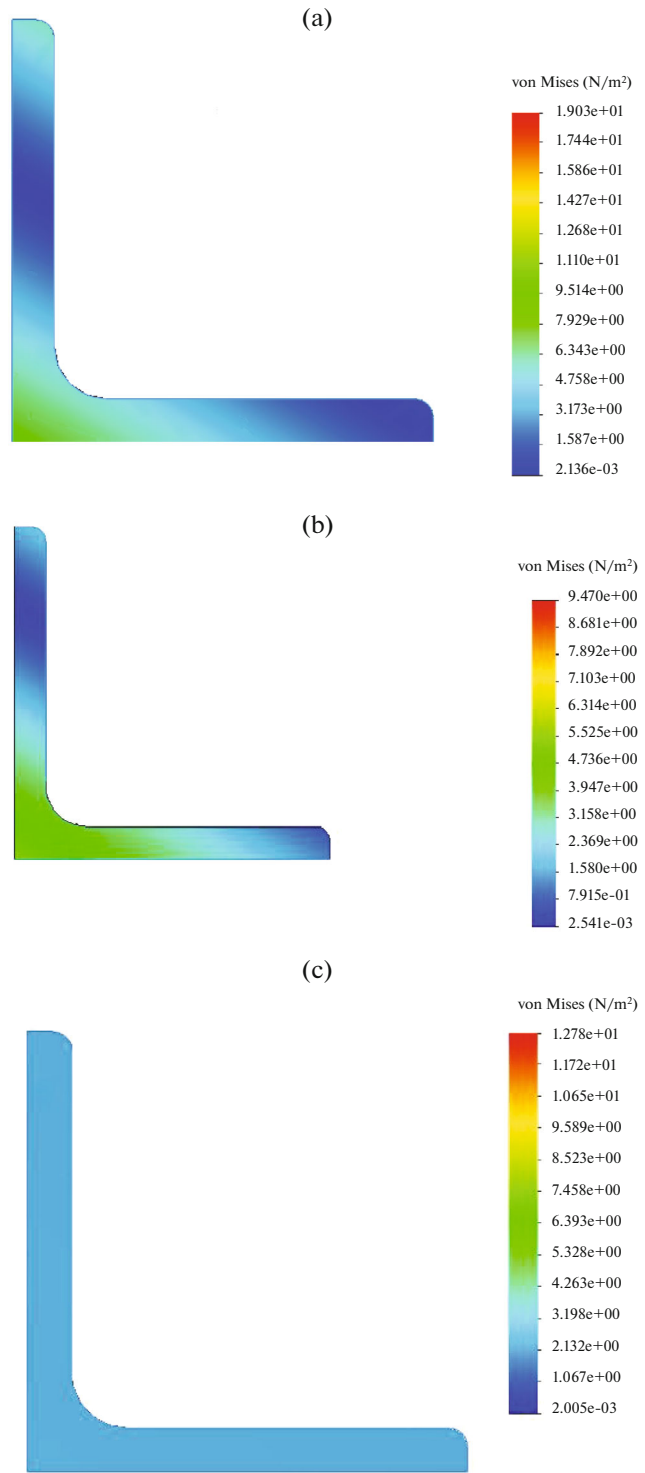 (a)
von Mises (N/m²)
1.903e+01
1.744e+01
1.586e+01
1.427e+01
1.268e+01
1.110e+01
9.514e+00
7.929e+00
6.343e+00
4.758e+00
3.173e+00
1.587e+00
2.136e-03
(b)
von Mises (N/m²)
9.470e+00
8.681e+00
7.892e+00
7.103e+00
6.314e+00
5.525e+00
4.736e+00
3.947e+00
3.158e+00
2.369e+00
1.580e+00
7.915e-01
2.541e-03
(c)
von Mises (N/m²)
1.278e+01
1.172e+01
1.065e+01
9.589e+00
8.523e+00
7.458e+00
6.393e+00
5.328e+00
4.263e+00
3.198e+00
2.132e+00
1.067e+00
2.005e-03